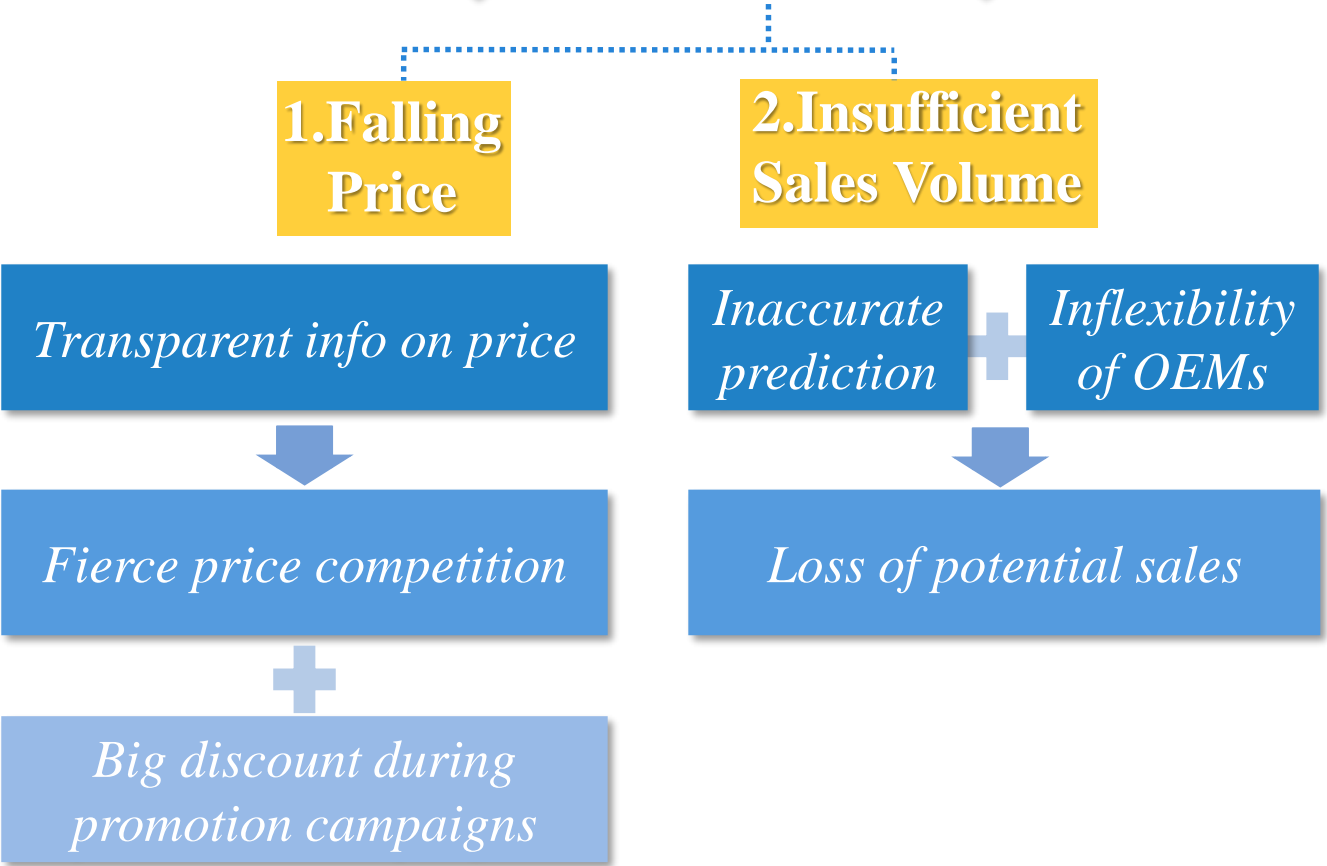 1.Falling
Price
2.Insufficient
Sales Volume
Transparent info on price
Inaccurate
prediction
Inflexibility
of OEMs
Fierce price competition
Loss of potential sales
Big discount during
promotion campaigns